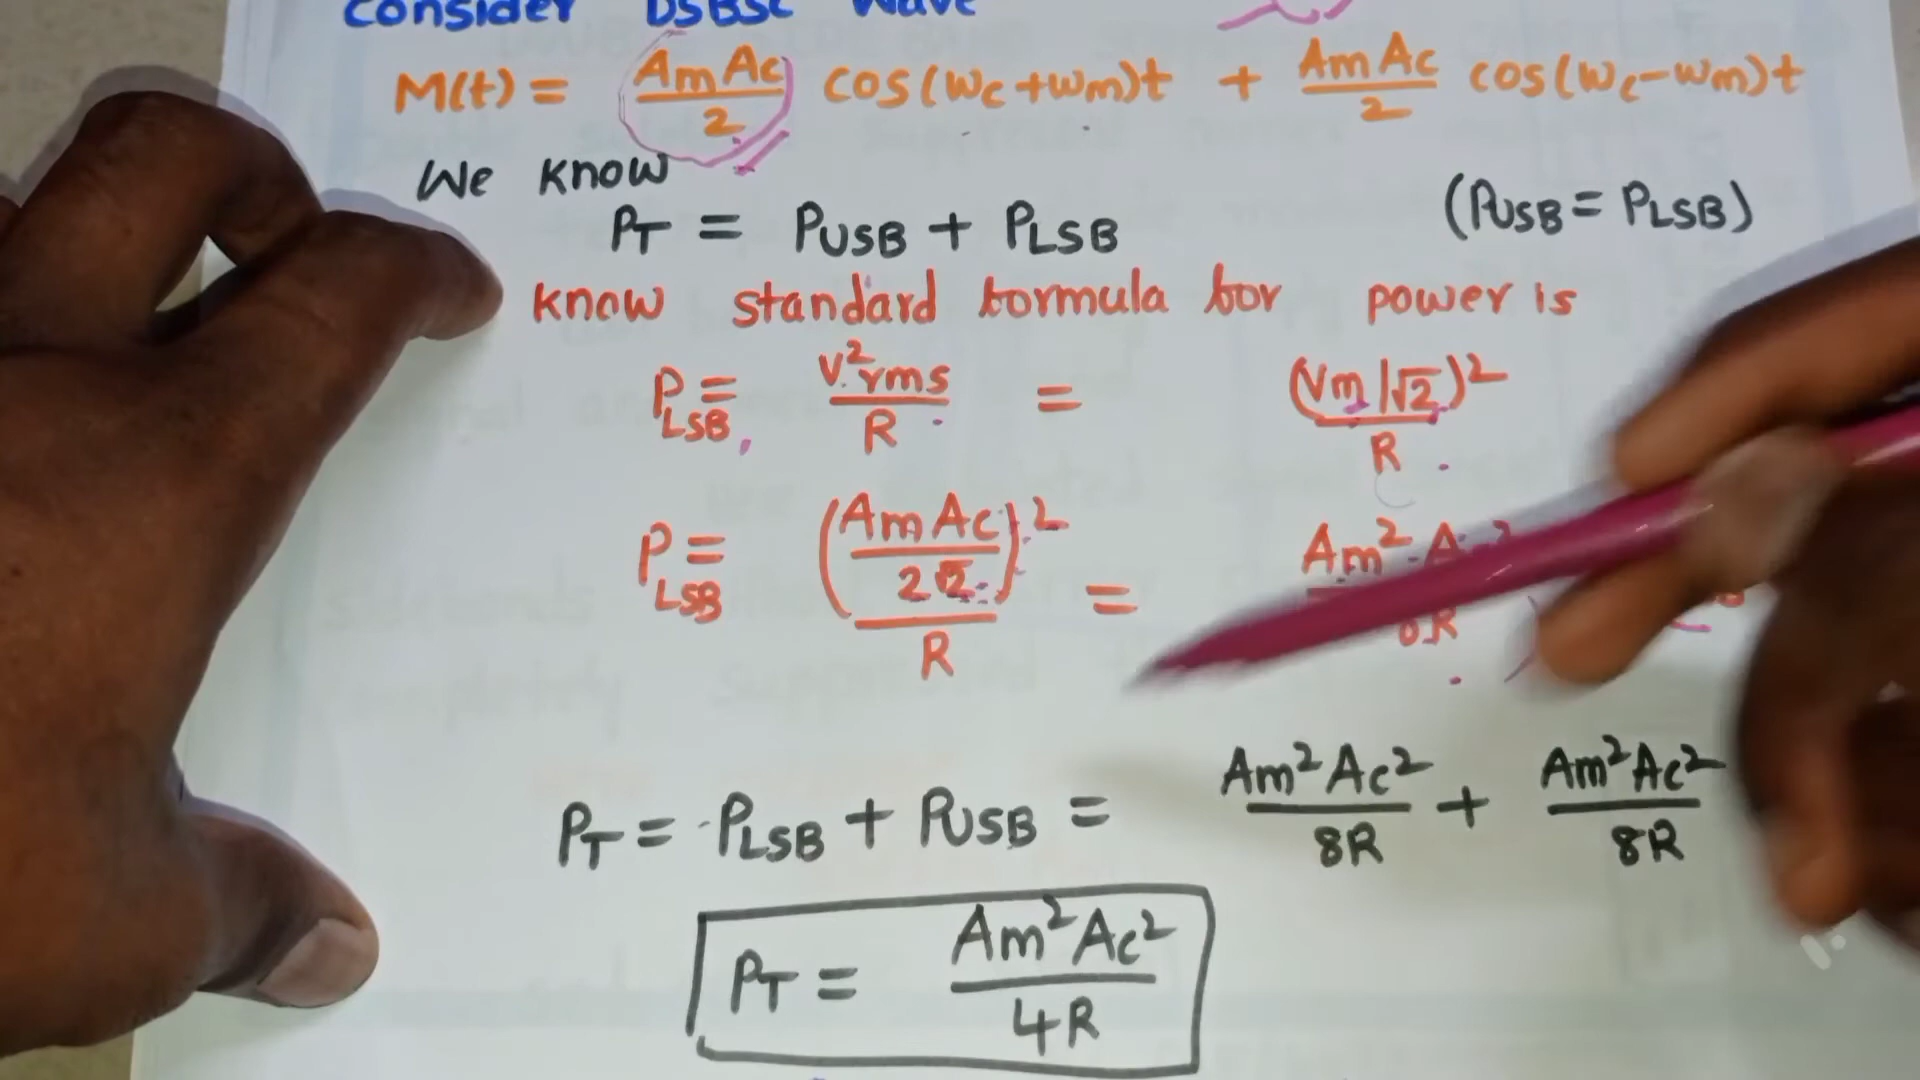 Consider DSBSC Wave
M(t) = AmAc/2 cos(wc+wm)t + AmAc/2 cos(wc-wm)t
We know
PT = PUSB + PLSB (PUSB = PLSB)
know standard formula for power is
PLSB = V²rms/R = (Vm/√2)²/R
PLSB = (AmAc/2√2)²/R = Am²
PT = PLSB + PUSB = Am²Ac²/8R + Am²Ac²/8R
PT = Am²Ac²/4R